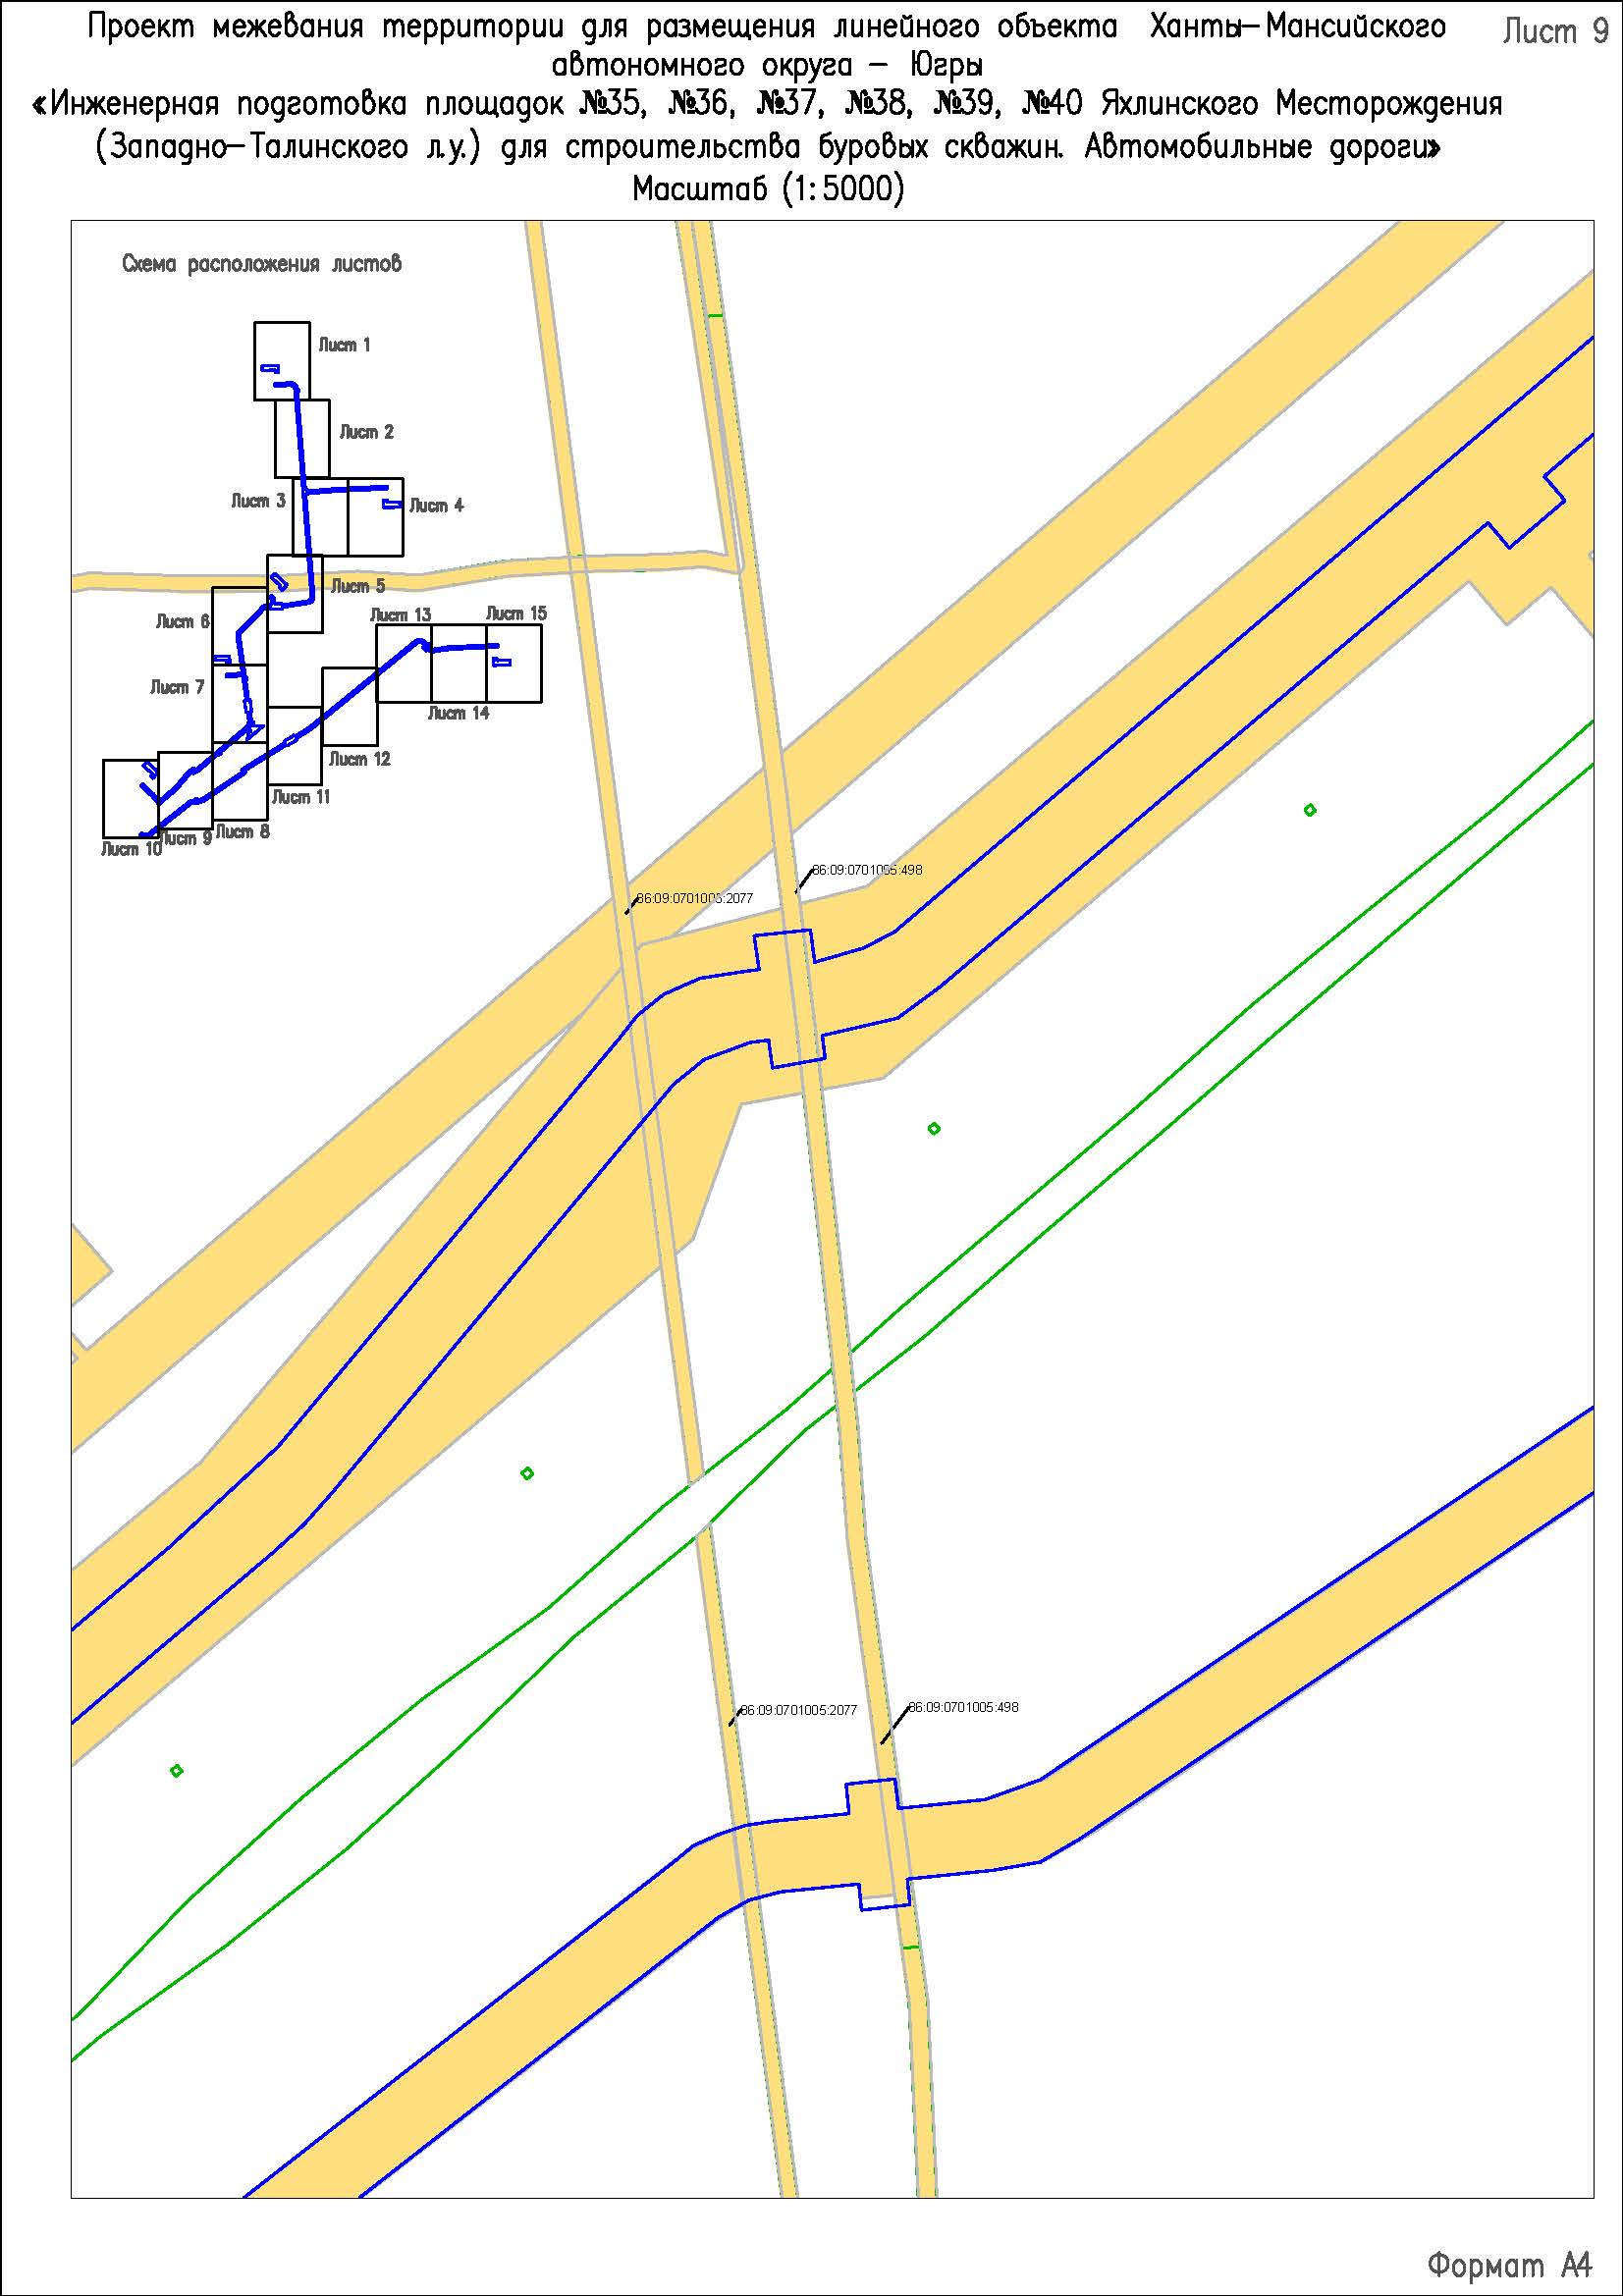 Проект межевания территории для размещения линейного объекта Ханты-Мансийского
Лист 9
автономного округа - Югры
«Инженерная подготовка площадок №35, №36, №37, №38, №39, №40 Яхлинского Месторождения
(Западно-Талинского л.у.) для строительства буровых скважин. Автомобильные дороги»
Масштаб (1:5000)
Схема расположения листов
Лист 1
Лист 2
Лист 3
Лист 4
Лист 5
Лист 6
Лист 13
Лист 15
Лист 7
Лист 14
Лист 12
Лист 11
Лист 8
Лист 9
Лист 10
86:09:0701005:498
86:09:0701005:2077
86:09:0701005:498
86:09:0701005:2077
Формат А4